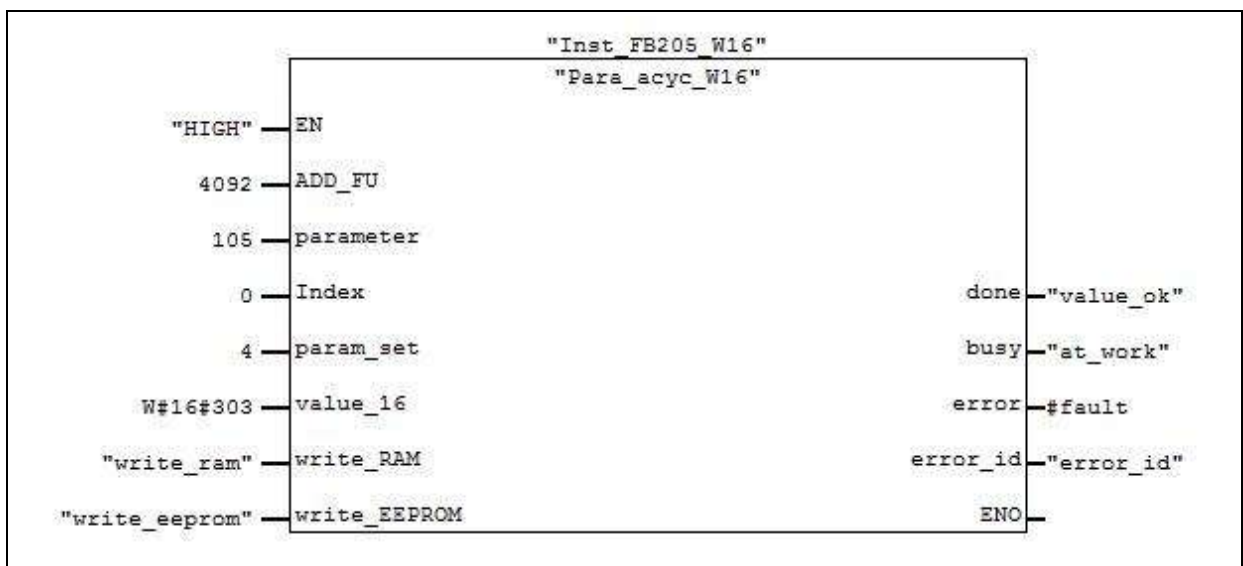 "Inst_FB205_W16"
"Para_acyc_W16"
"HIGH" EN
4092 ADD_FU
105 parameter
0 Index done "value_ok"
4 param_set busy "at_work"
W#16#303 value_16 error #fault
"write_ram" write_RAM error_id "error_id"
"write_eeprom" write_EEPROM ENO